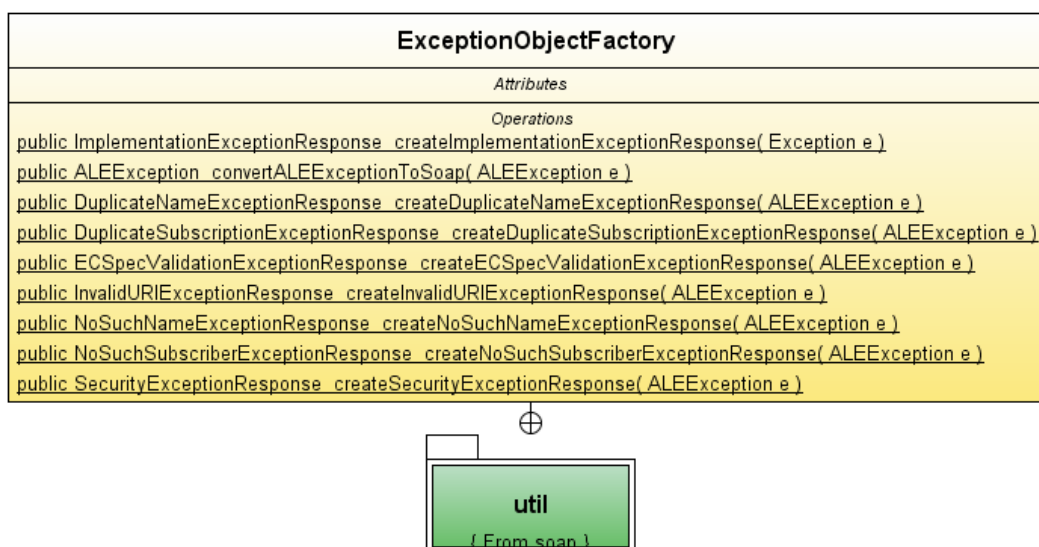 ExceptionObjectFactory
Attributes
Operations
public ImplementationExceptionResponse createImplementationExceptionResponse( Exception e )
public ALEException convertALEExceptionToSoap( ALEException e )
public DuplicateNameExceptionResponse createDuplicateNameExceptionResponse( ALEException e )
public DuplicateSubscriptionExceptionResponse createDuplicateSubscriptionExceptionResponse( ALEException e )
public ECSpecValidationExceptionResponse createECSpecValidationExceptionResponse( ALEException e )
public InvalidURIExceptionResponse createInvalidURIExceptionResponse( ALEException e )
public NoSuchNameExceptionResponse createNoSuchNameExceptionResponse( ALEException e )
public NoSuchSubscriberExceptionResponse createNoSuchSubscriberExceptionResponse( ALEException e )
public SecurityExceptionResponse createSecurityExceptionResponse( ALEException e )
util
{ From soap }